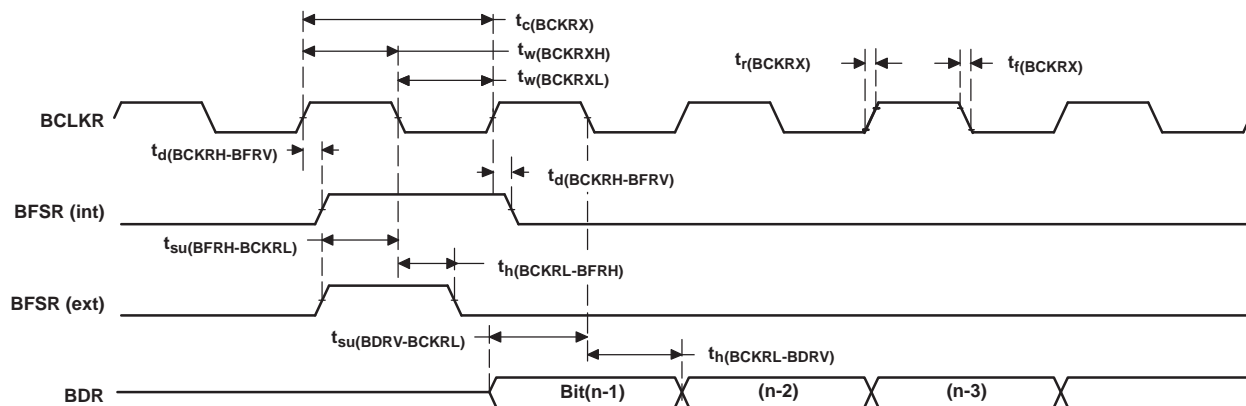 tc(BCKRX)
tw(BCKRXH)
tw(BCKRXL)
tr(BCKRX)
tf(BCKRX)
BCLKR
td(BCKRH-BFRV)
td(BCKRH-BFRV)
BFSR (int)
tsu(BFRH-BCKRL)
th(BCKRL-BFRH)
BFSR (ext)
tsu(BDRV-BCKRL)
th(BCKRL-BDRV)
BDR
Bit(n-1)
(n-2)
(n-3)